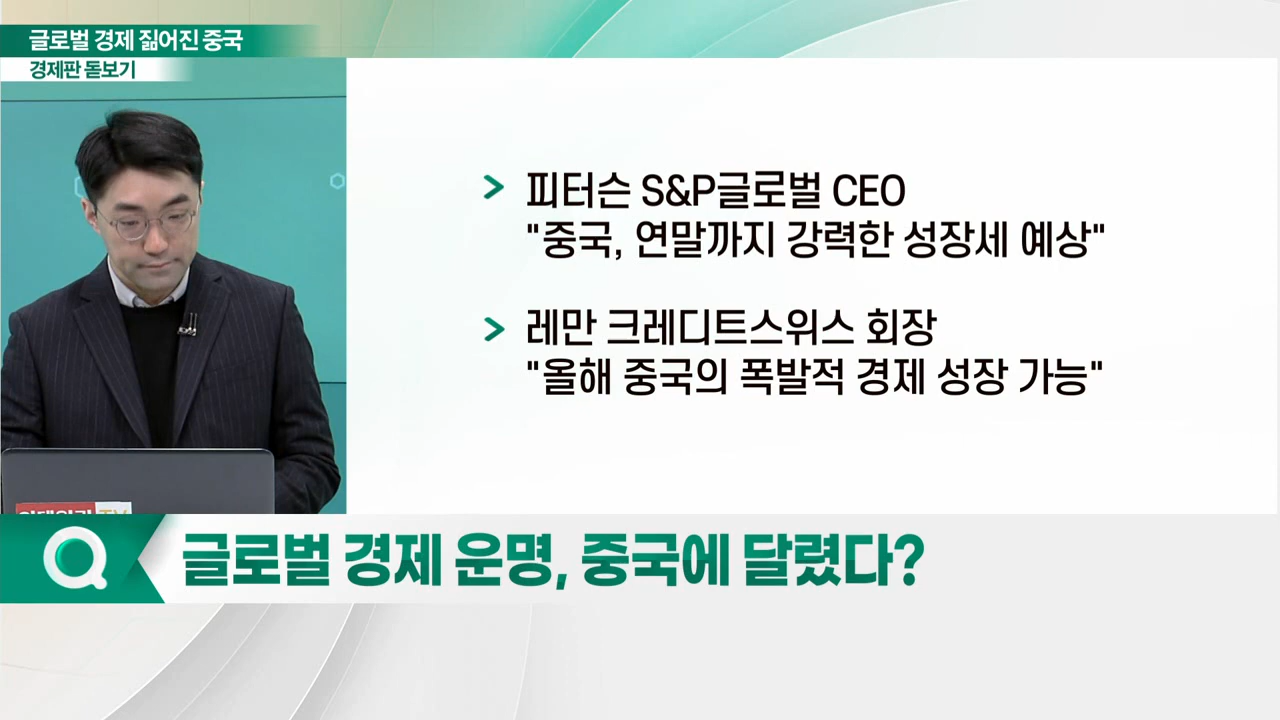 글로벌 경제 짊어진 중국
경제판 돋보기
> 피터슨 S&P글로벌 CEO
"중국, 연말까지 강력한 성장세 예상"
> 레만 크레디트스위스 회장
"올해 중국의 폭발적 경제 성장 가능"
Q 글로벌 경제 운명, 중국에 달렸다?